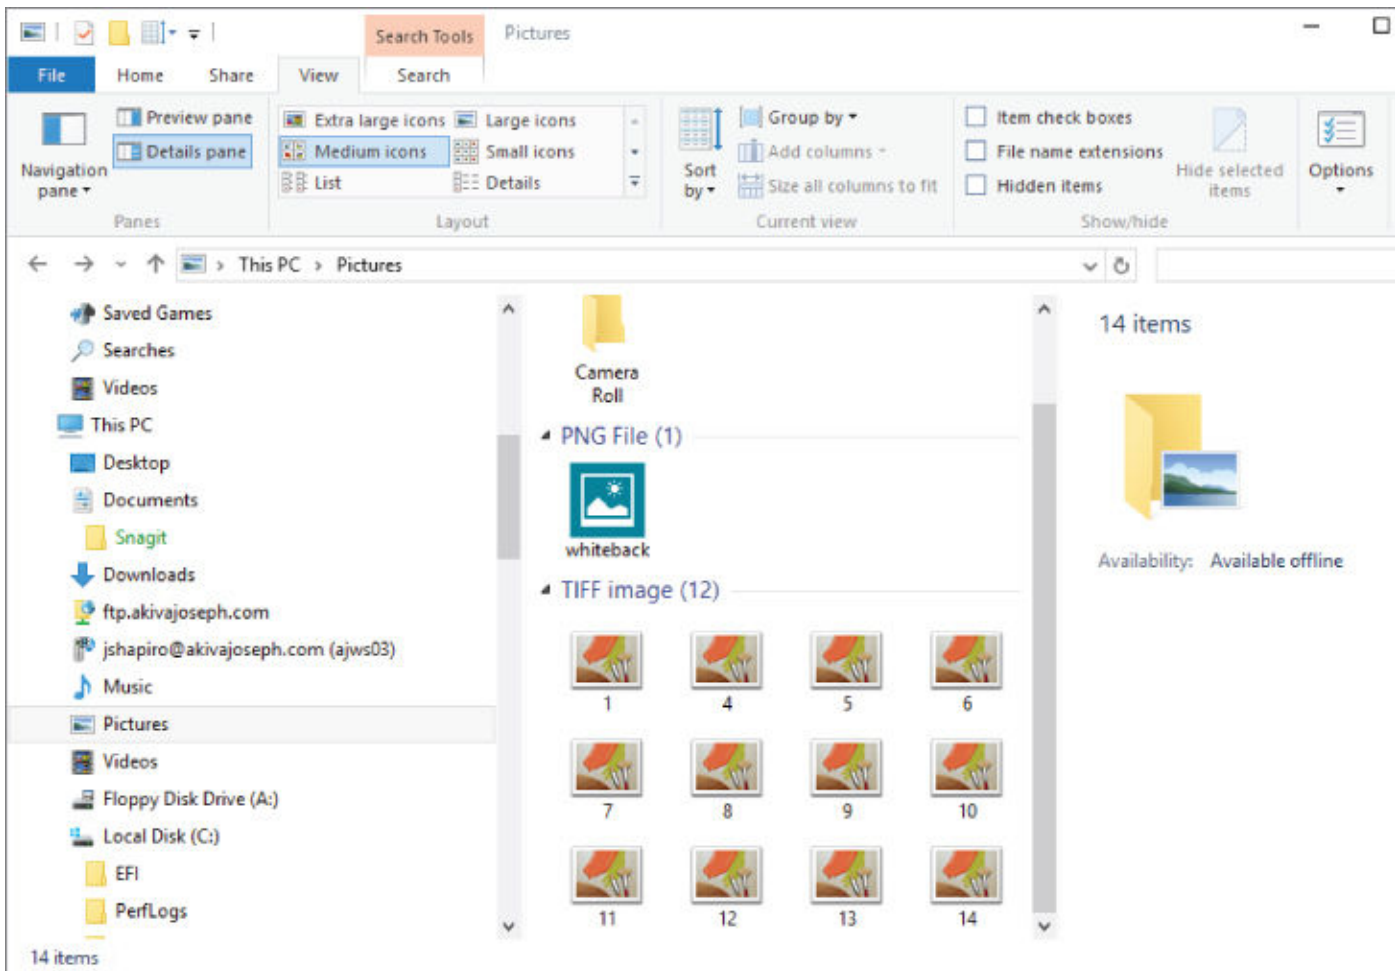 Search Tools
Pictures
File
Home
Share
View
Search
Navigation
pane
Preview pane
Details pane
Panes
Extra large icons
Large icons
Medium icons
Small icons
List
Details
Layout
Sort
by
Group by
Add columns
Size all columns to fit
Current view
Item check boxes
File name extensions
Hidden items
Hide selected
items
Show/hide
Options
This PC > Pictures
Saved Games
Searches
Videos
This PC
Desktop
Documents
Snagit
Downloads
ftp.akivajoseph.com
jshapiro@akivajoseph.com (ajws03)
Music
Pictures
Videos
Floppy Disk Drive (A:)
Local Disk (C:)
EFI
PerfLogs
Camera
Roll
PNG File (1)
whiteback
TIFF image (12)
1
4
5
6
7
8
9
10
11
12
13
14
14 items
Availability: Available offline
14 items